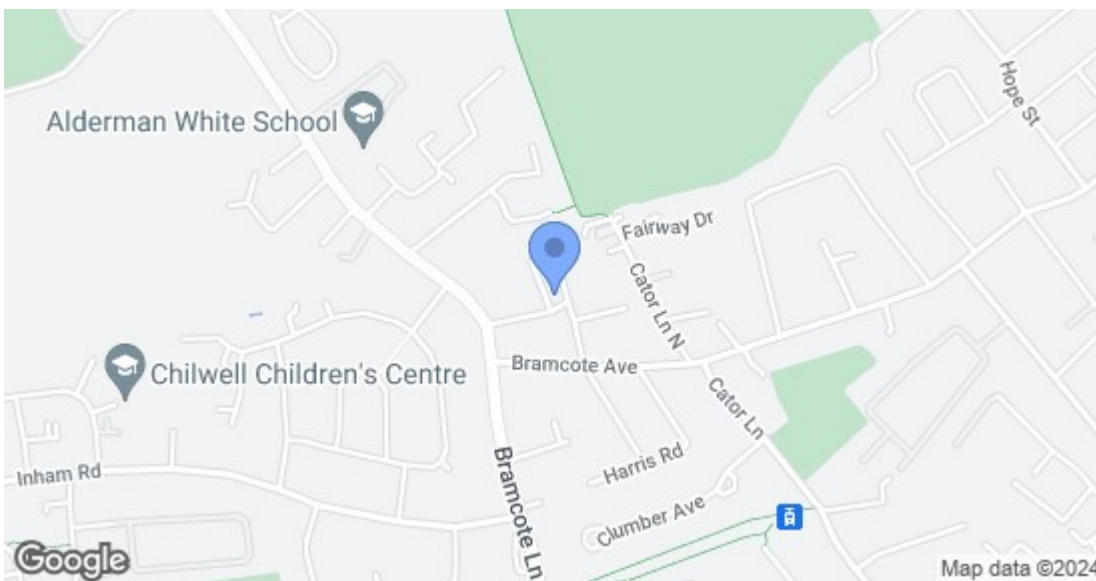 Hope St
Alderman White School
Fairway Dr
Cator Ln N
Bramcote Ave
Chilwell Children's Centre
Cator Ln
Harris Rd
Inham Rd
Bramcote Ln
Clumber Ave
Google
Map data ©2024